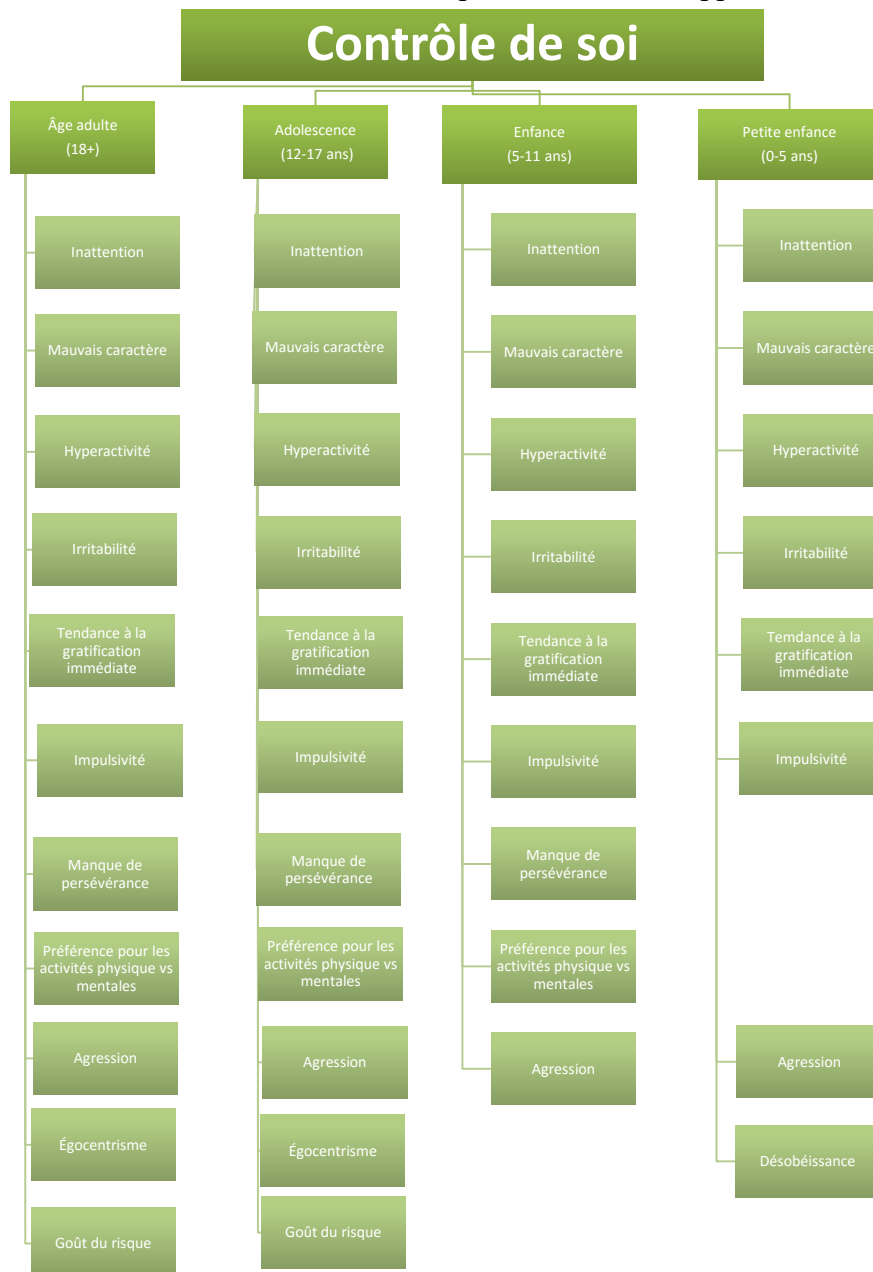 Contrôle de soi
Âge adulte
(18+)
Inattention
Mauvais caractère
Hyperactivité
Irritabilité
Tendance à la
gratification
immédiate
Impulsivité
Manque de
persévérance
Préférence pour les
activités physique vs
mentales
Agression
Égocentrisme
Goût du risque
Adolescence
(12-17 ans)
Inattention
Mauvais caractère
Hyperactivité
Irritabilité
Tendance à la
gratification
immédiate
Impulsivité
Manque de
persévérance
Préférence pour les
activités physique vs
mentales
Agression
Égocentrisme
Goût du risque
Enfance
(5-11 ans)
Inattention
Mauvais caractère
Hyperactivité
Irritabilité
Tendance à la
gratification
immédiate
Impulsivité
Manque de
persévérance
Préférence pour les
activités physique vs
mentales
Agression
Petite enfance
(0-5 ans)
Inattention
Mauvais caractère
Hyperactivité
Irritabilité
Temdance à la
gratification
immédiate
Impulsivité
Agression
Désobéissance